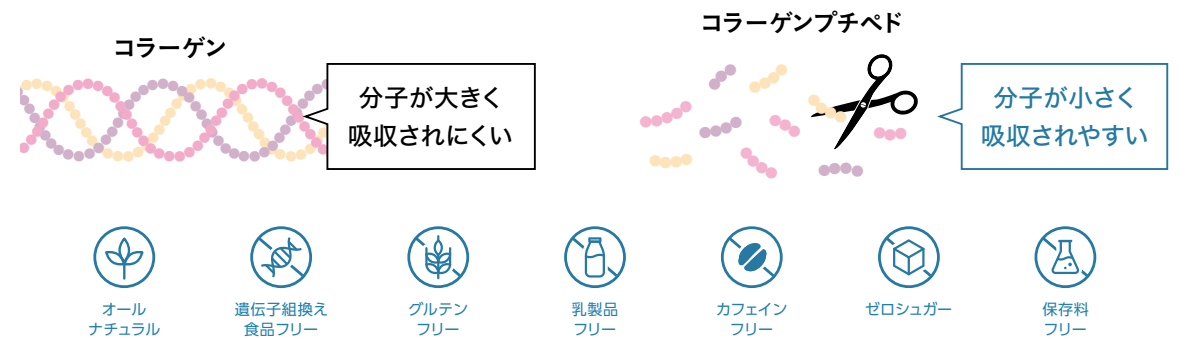 コラーゲン
分子が大きく
吸収されにくい
コラーゲンプチペド
分子が小さく
吸収されやすい
オール
ナチュラル
遺伝子組換え
食品フリー
グルテン
フリー
乳製品
フリー
カフェイン
フリー
ゼロシュガー
保存料
フリー